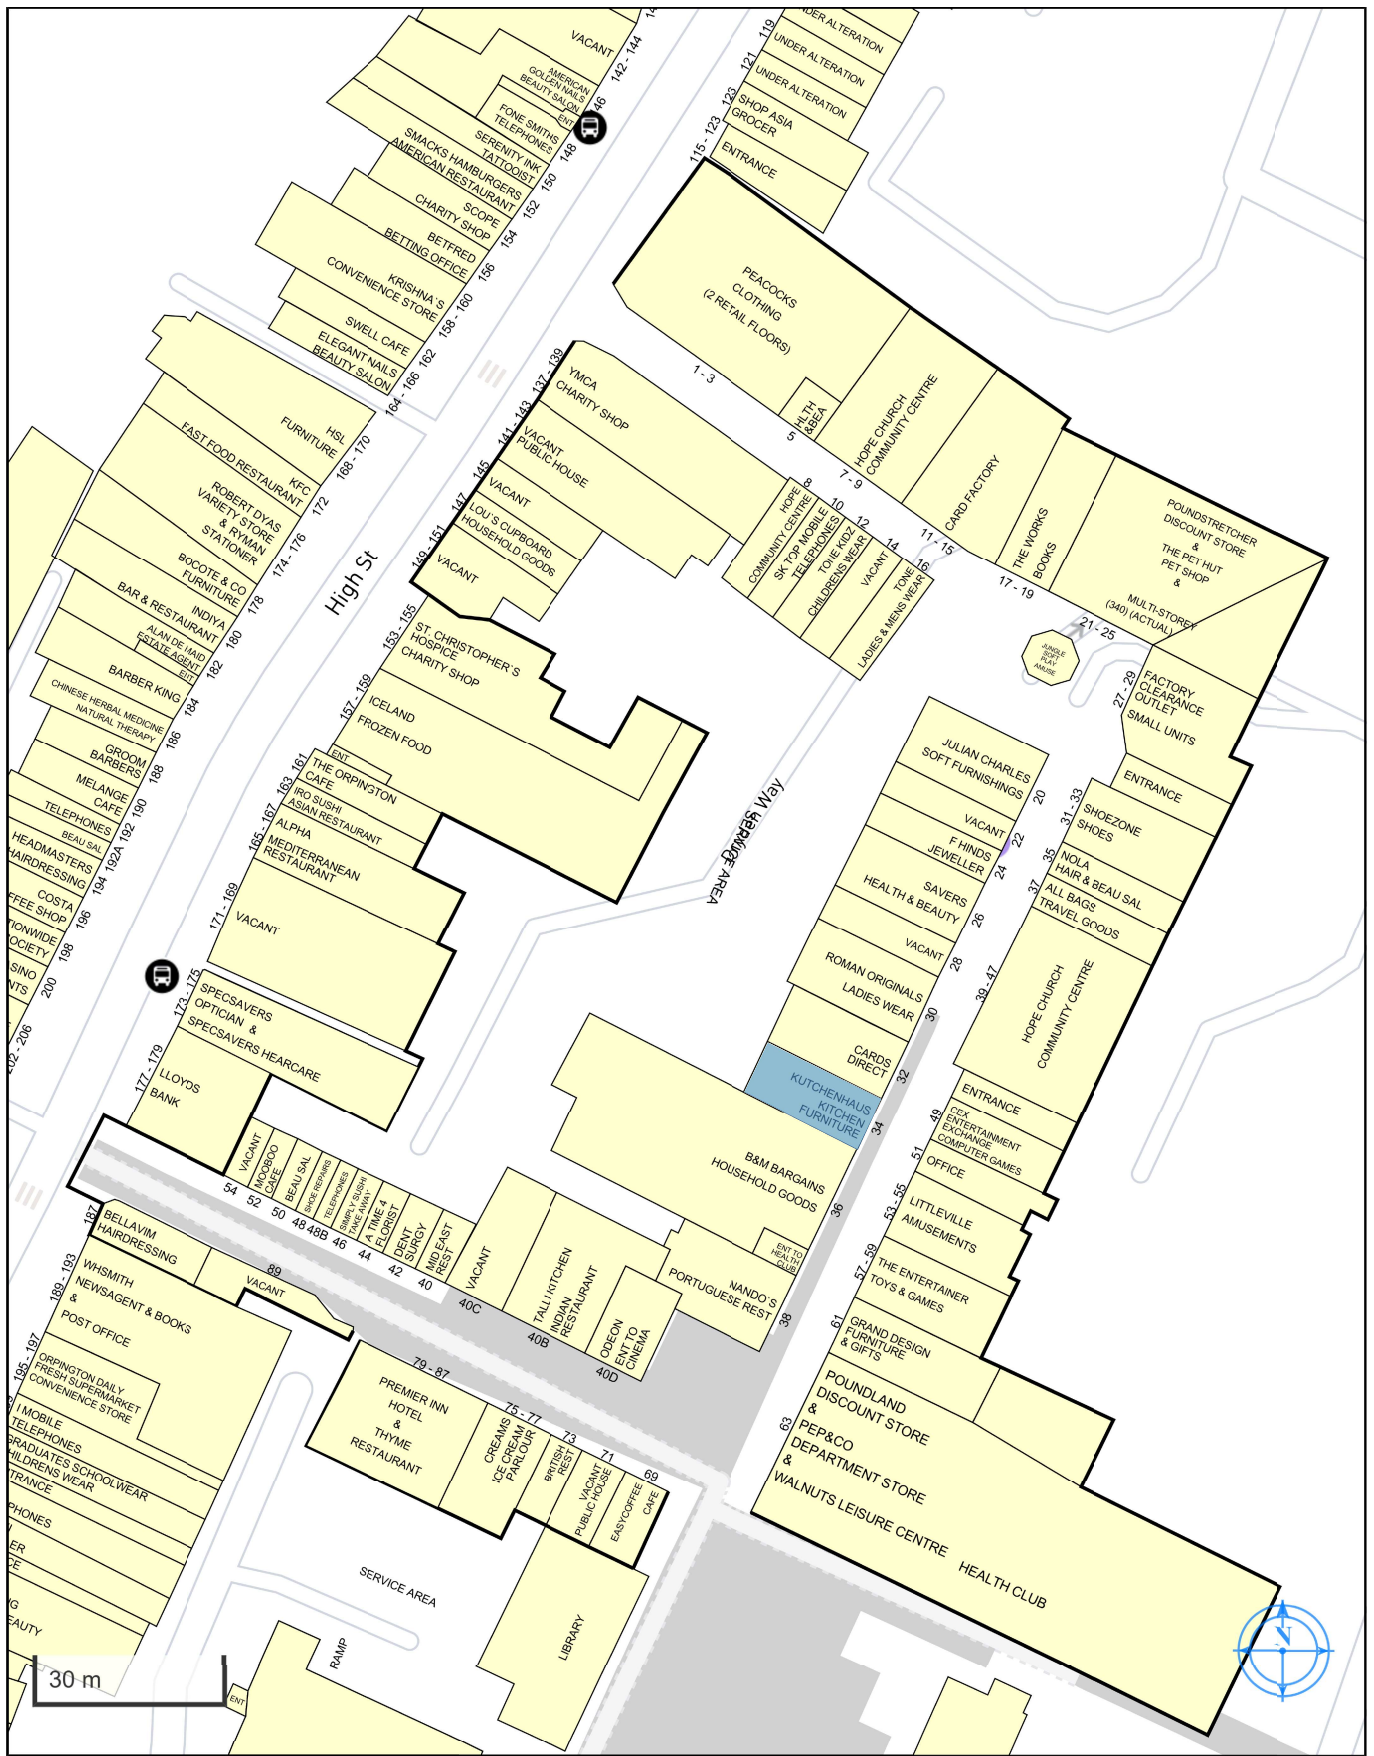 VACANT
142 - 144
AMERICAN
GOLDEN NAILS
BEAUTY SALON
ENT
146
FONE SMITHS
TELEPHONES
148
SERENITY INK
TATTOOIST
150
SMACKS HAMBURGERS
AMERICAN RESTAURANT
152
SCOPE
CHARITY SHOP
154
BETFRED
BETTING OFFICE
156
KRISHNA'S
CONVENIENCE STORE
158 - 160
SWELL CAFE
162
ELEGANT NAILS
BEAUTY SALON
164 - 166
HSL
FURNITURE
168 - 170
KFC
FAST FOOD RESTAURANT
172
ROBERT DYAS
VARIETY STORE
& RYMAN
STATIONER
174 - 176
BOCOTE & CO
FURNITURE
178
INDIYA
BAR & RESTAURANT
180
ALAN DE MAID
ESTATE AGENT
ENT
182
BARBER KING
184
CHINESE HERBAL MEDICINE
NATURAL THERAPY
186
GROOM
BARBERS
188
MELANGE
CAFE
190
TELEPHONES
192
BEAU SAL
192A
HEADMASTERS
HAIRDRESSING
194
COSTA
FFEE SHOP
196
TIONWIDE
OCIETY
198
SINO
NTS
200
202 - 206
High St
119
UNDER ALTERATION
121
UNDER ALTERATION
UNDER ALTERATION
123
SHOP ASIA
GROCER
115 - 123
ENTRANCE
PEACOCKS
CLOTHING
(2 RETAIL FLOORS)
1 - 3
HLTH
&BEA
5
HOPE CHURCH
COMMUNITY CENTRE
7 - 9
CARD FACTORY
11 - 15
THE WORKS
BOOKS
17 - 19
POUNDSTRETCHER
DISCOUNT STORE
&
THE PET HUT
PET SHOP
&
MULTI-STOREY
(340) (ACTUAL)
21 - 25
JUNGLE
SOFT
PLAY
AMUSE
27 - 29
FACTORY
CLEARANCE
OUTLET
SMALL UNITS
ENTRANCE
31 - 33
SHOEZONE
SHOES
35
NOLA
HAIR & BEAU SAL
37
ALL BAGS
TRAVEL GOODS
39 - 47
HOPE CHURCH
COMMUNITY CENTRE
ENTRANCE
49
CEX
ENTERTAINMENT
EXCHANGE
COMPUTER GAMES
51
OFFICE
53 - 55
LITTLEVILLE
AMUSEMENTS
57 - 59
THE ENTERTAINER
TOYS & GAMES
61
GRAND DESIGN
FURNITURE
& GIFTS
63
POUNDLAND
DISCOUNT STORE
&
PEP&CO
DEPARTMENT STORE
&
WALNUTS LEISURE CENTRE
HEALTH CLUB
137 - 139
YMCA
CHARITY SHOP
141 - 143
VACANT
PUBLIC HOUSE
145
VACANT
147
LOU'S CUPBOARD
HOUSEHOLD GOODS
149 - 151
VACANT
8
HOPE
COMMUNITY CENTRE
10
SK TOP MOBILE
TELEPHONES
12
TONIE KIDZ
CHILDRENS WEAR
14
VACANT
16
TONE
LADIES & MENS WEAR
153 - 155
ST. CHRISTOPHER'S
HOSPICE
CHARITY SHOP
157 - 159
ICELAND
FROZEN FOOD
ENT
161
THE ORPINGTON
CAFE
163
IRO SUSHI
ASIAN RESTAURANT
165 - 167
ALPHA
MEDITERRANEAN
RESTAURANT
171 - 169
VACANT
173 - 175
SPECSAVERS
OPTICIAN &
SPECSAVERS HEARCARE
177 - 179
LLOYDS
BANK
Dryden Way
SERVICE AREA
JULIAN CHARLES
SOFT FURNISHINGS
20
VACANT
22
F HINDS
JEWELLER
24
SAVERS
HEALTH & BEAUTY
26
VACANT
28
ROMAN ORIGINALS
LADIES WEAR
30
CARDS
DIRECT
32
KUTCHENHAUS
KITCHEN
FURNITURE
34
B&M BARGAINS
HOUSEHOLD GOODS
36
ENT TO
HEALTH
CLUB
NANDO'S
PORTUGUESE REST
38
VACANT
54
MOOBOO
CAFE
52
BEAU SAL
50
SHOE REPAIRS
48
TELEPHONES
48B
SIMPLY SUSHI
TAKE AWAY
46
A TIME 4
FLORIST
44
DENT
SURGY
42
MID EAST
REST
40
VACANT
40C
TALLI KITCHEN
INDIAN
RESTAURANT
40B
ODEON
ENT TO
CINEMA
40D
187
BELLAVIM
HAIRDRESSING
89
VACANT
189 - 193
WHSMITH
NEWSAGENT & BOOKS
&
POST OFFICE
195 - 197
ORPINGTON DAILY
FRESH SUPERMARKET
CONVENIENCE STORE
I MOBILE
TELEPHONES
GRADUATES SCHOOLWEAR
HILDRENS WEAR
TRANCE
PHONES
ER
CE
G
EAUTY
79 - 87
PREMIER INN
HOTEL
&
THYME
RESTAURANT
75 - 77
CREAMS
ICE CREAM
PARLOUR
73
BRITISH
REST
71
VACANT
PUBLIC HOUSE
69
EASYCOFFEE
CAFE
SERVICE AREA
LIBRARY
RAMP
ENT
30 m
N